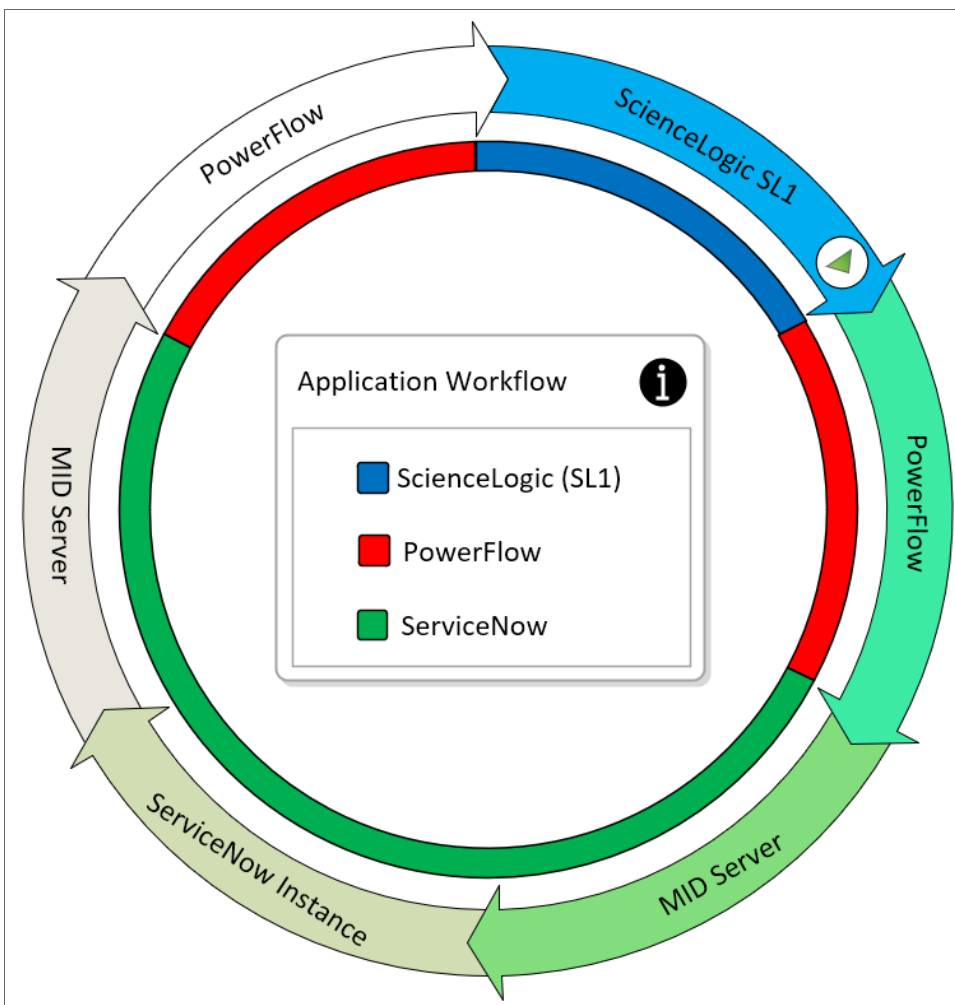 PowerFlow
ScienceLogic SL1
PowerFlow
MID Server
ServiceNow Instance
MID Server
Application Workflow
i
ScienceLogic (SL1)
PowerFlow
ServiceNow